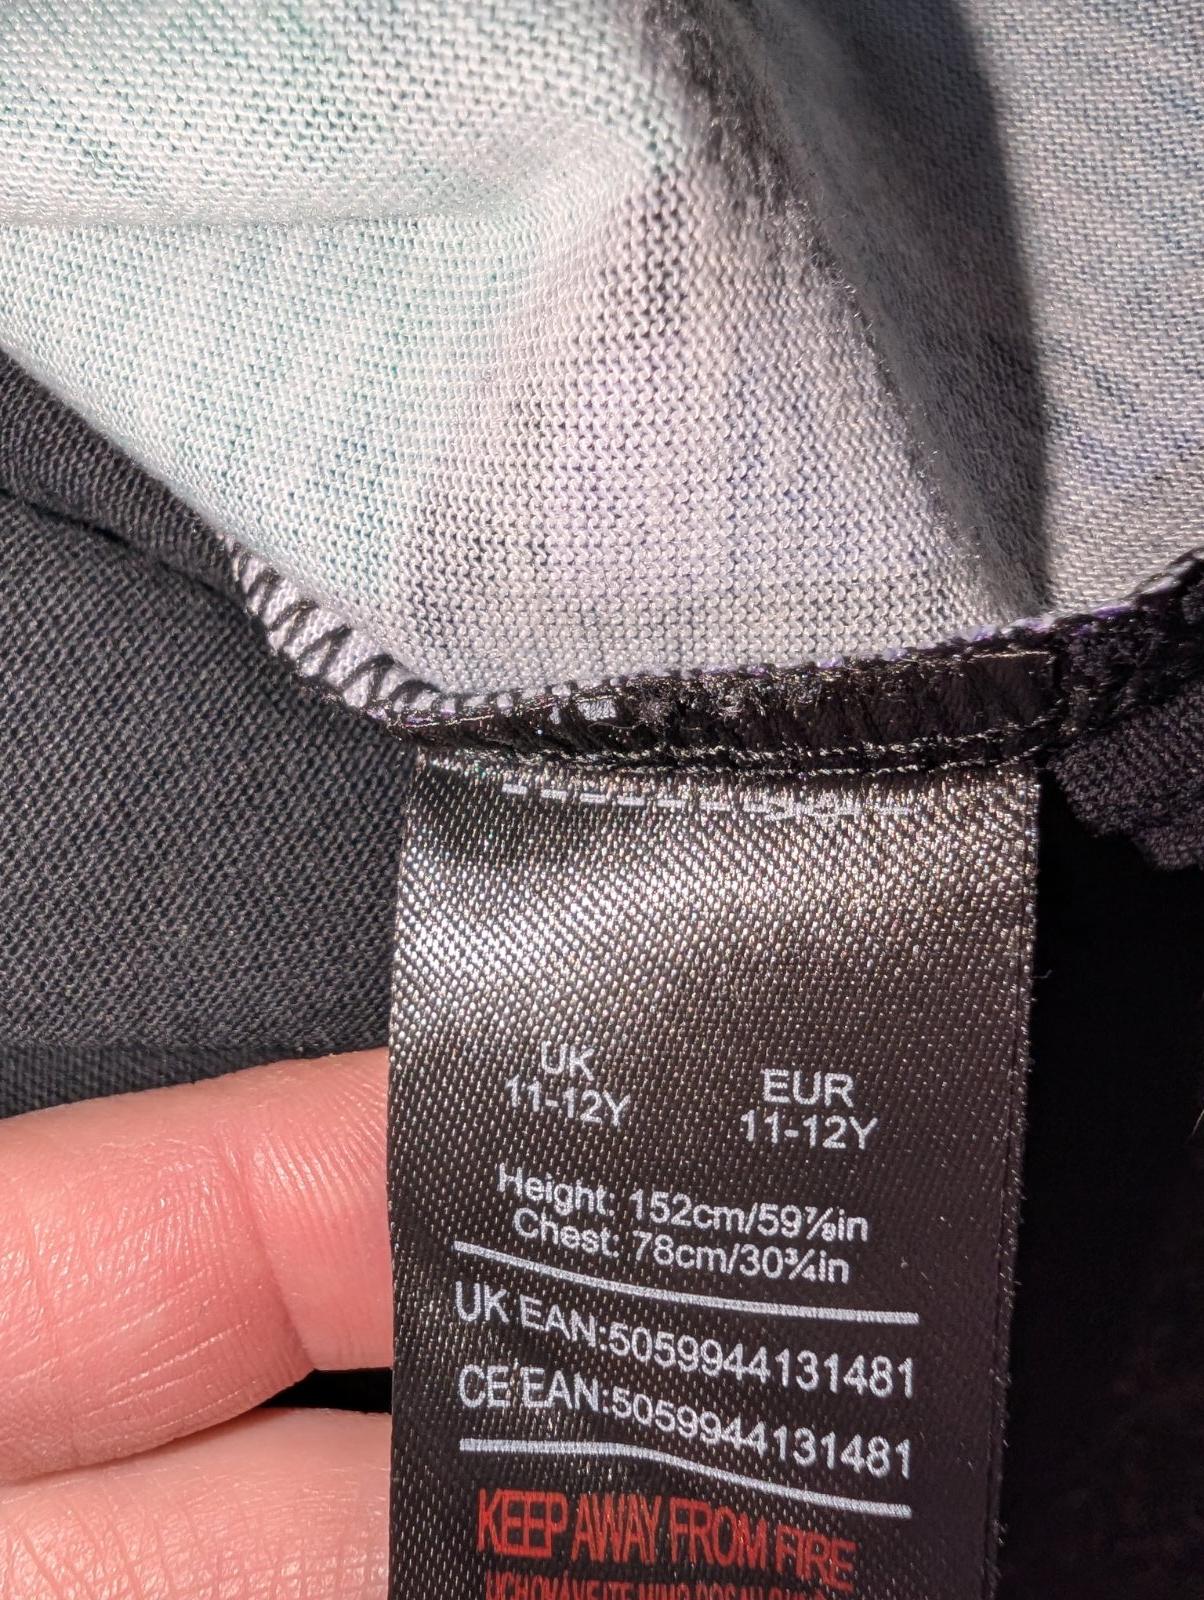 UK
11-12Y
EUR
11-12Y
Height: 152cm/59⅞in
Chest: 78cm/30¾in
UK EAN:5059944131481
CE EAN:5059944131481
KEEP AWAY FROM FIRE